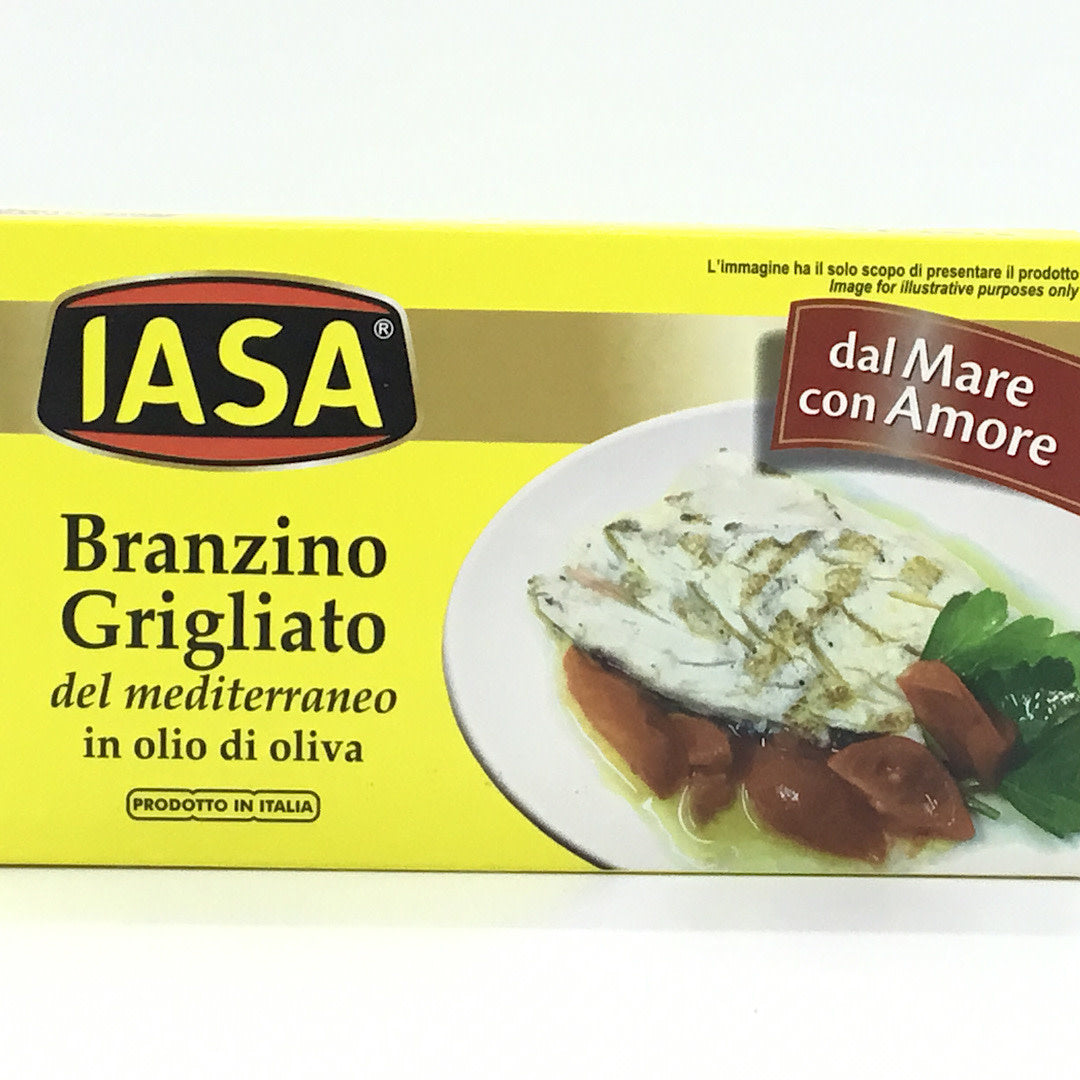 L'immagine ha il solo scopo di presentare il prodotto
Image for illustrative purposes only
IASA®
dal Mare
con Amore
Branzino
Grigliato
del mediterraneo
in olio di oliva
PRODOTTO IN ITALIA